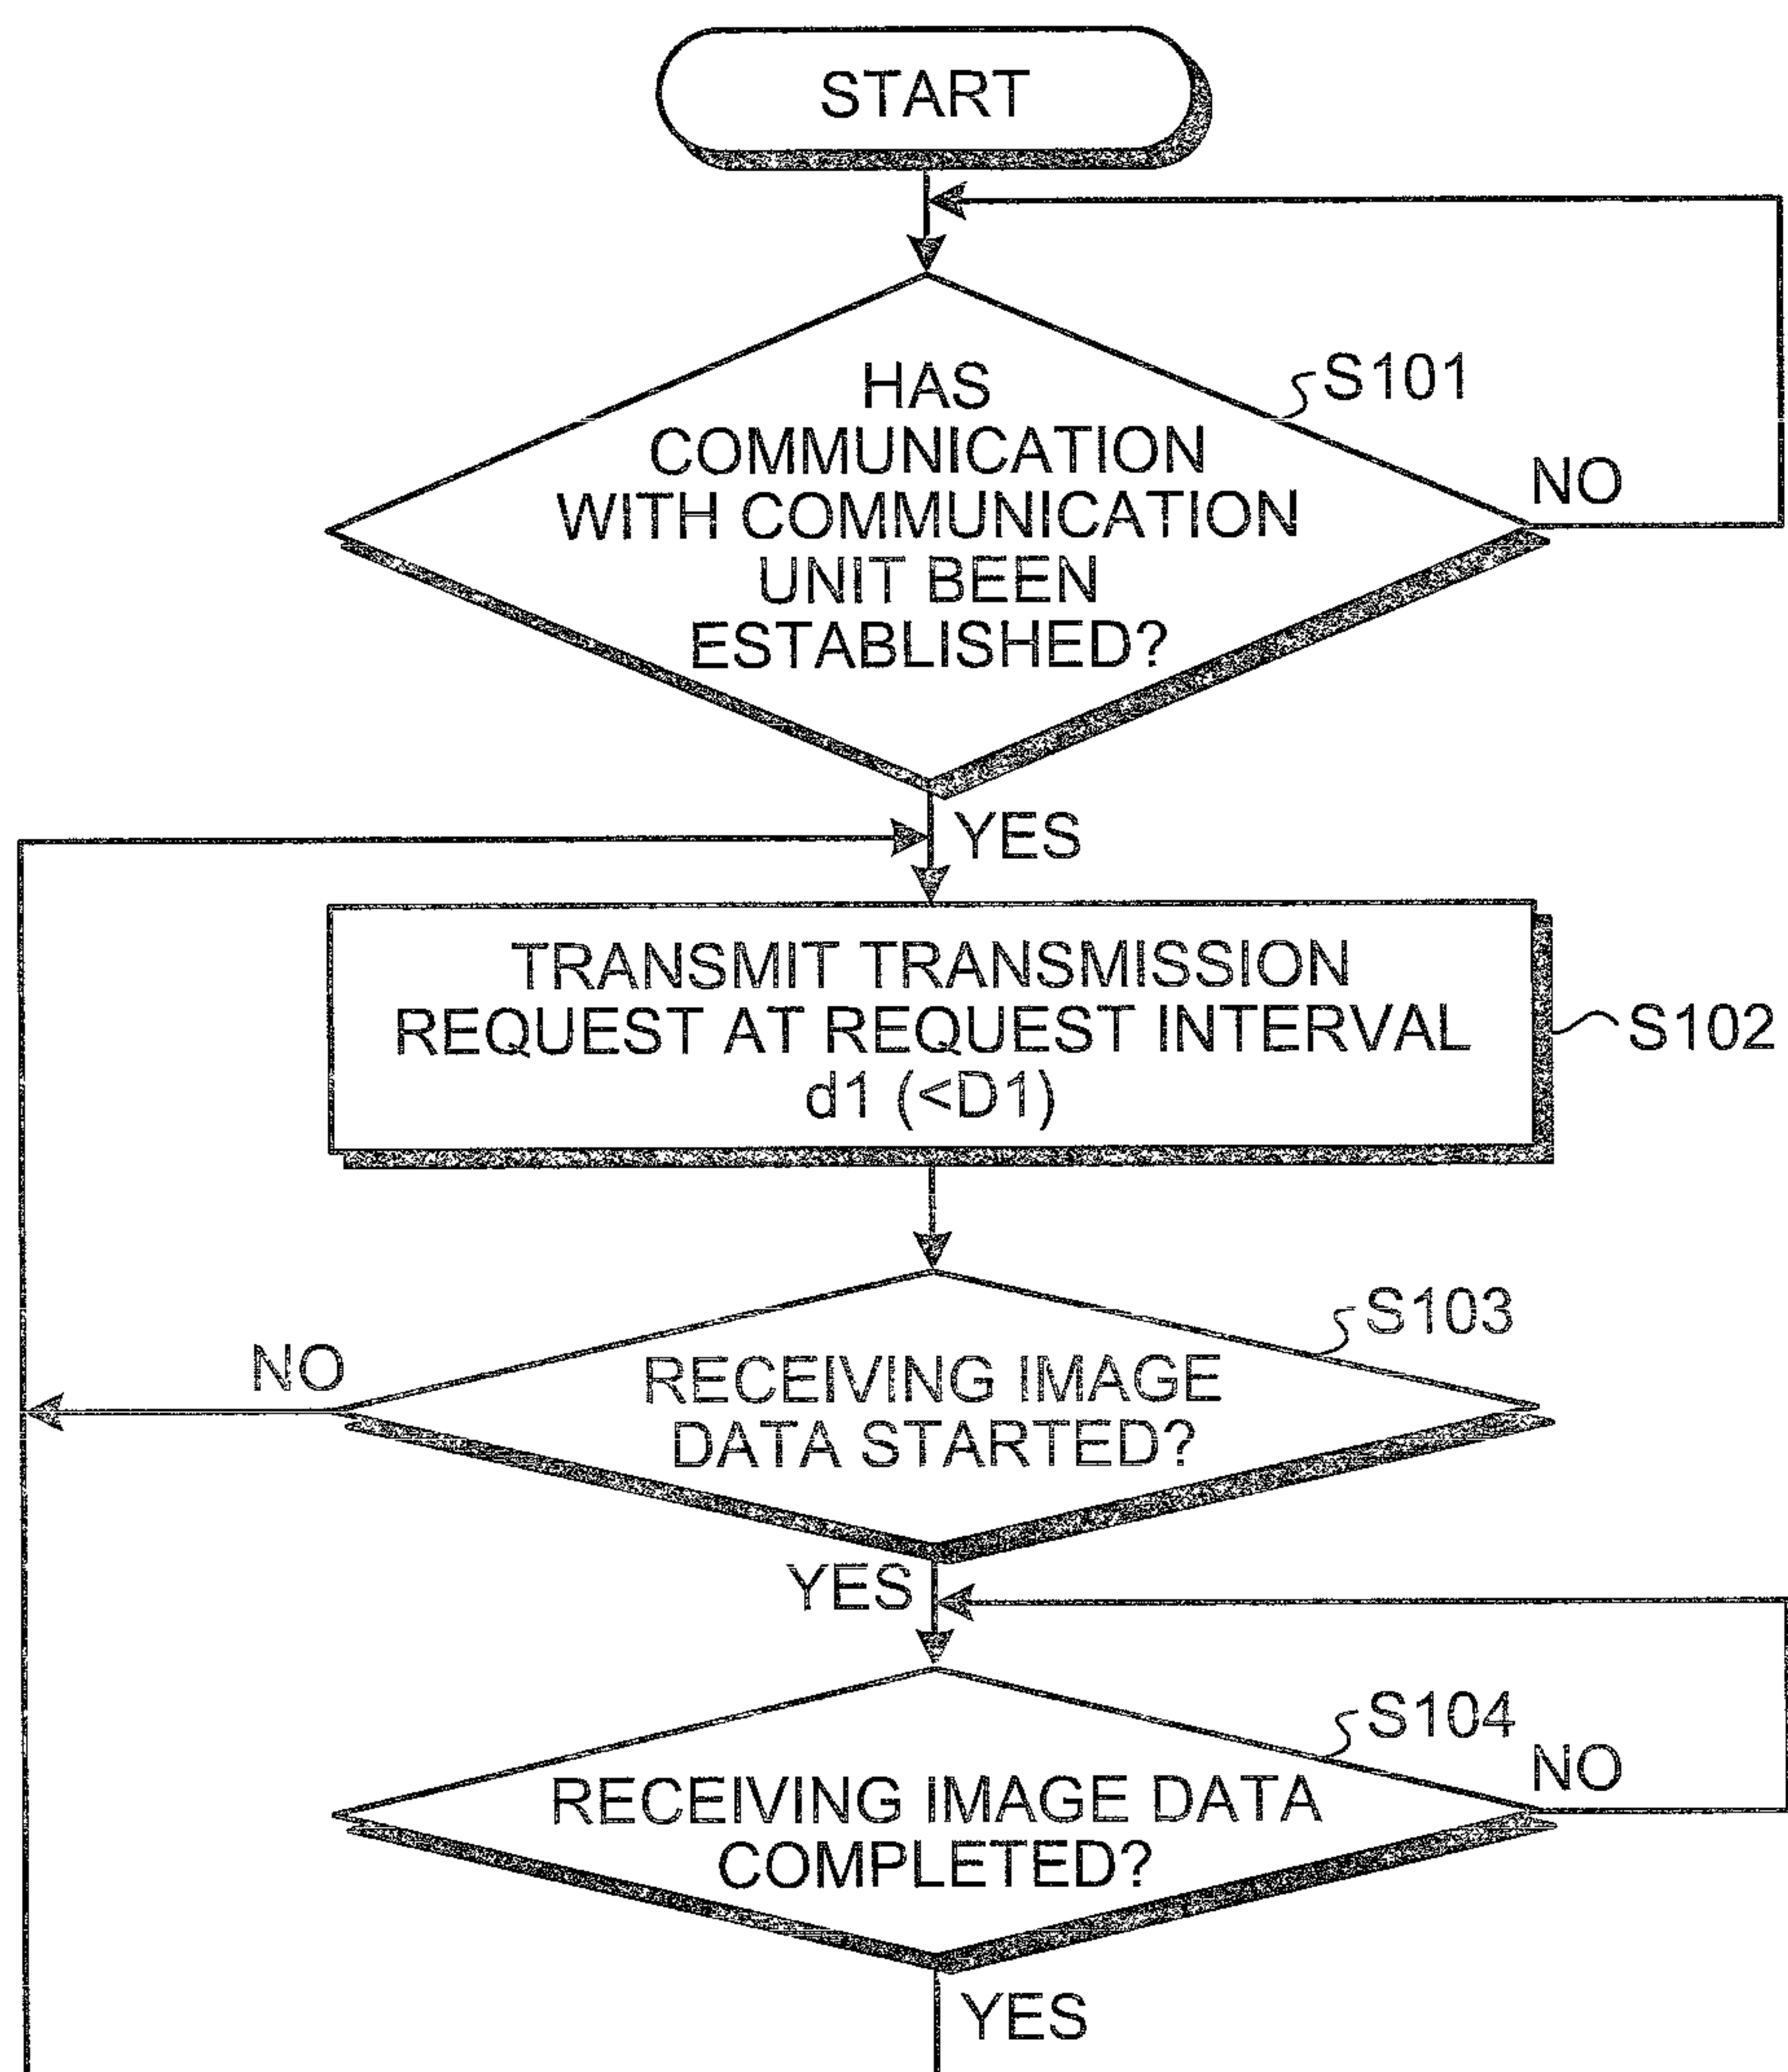 START
HAS
COMMUNICATION
WITH COMMUNICATION
UNIT BEEN
ESTABLISHED?
S101
NO
YES
TRANSMIT TRANSMISSION
REQUEST AT REQUEST INTERVAL
d1 (<D1)
S102
S103
NO
RECEIVING IMAGE
DATA STARTED?
YES
S104
NO
RECEIVING IMAGE DATA
COMPLETED?
YES